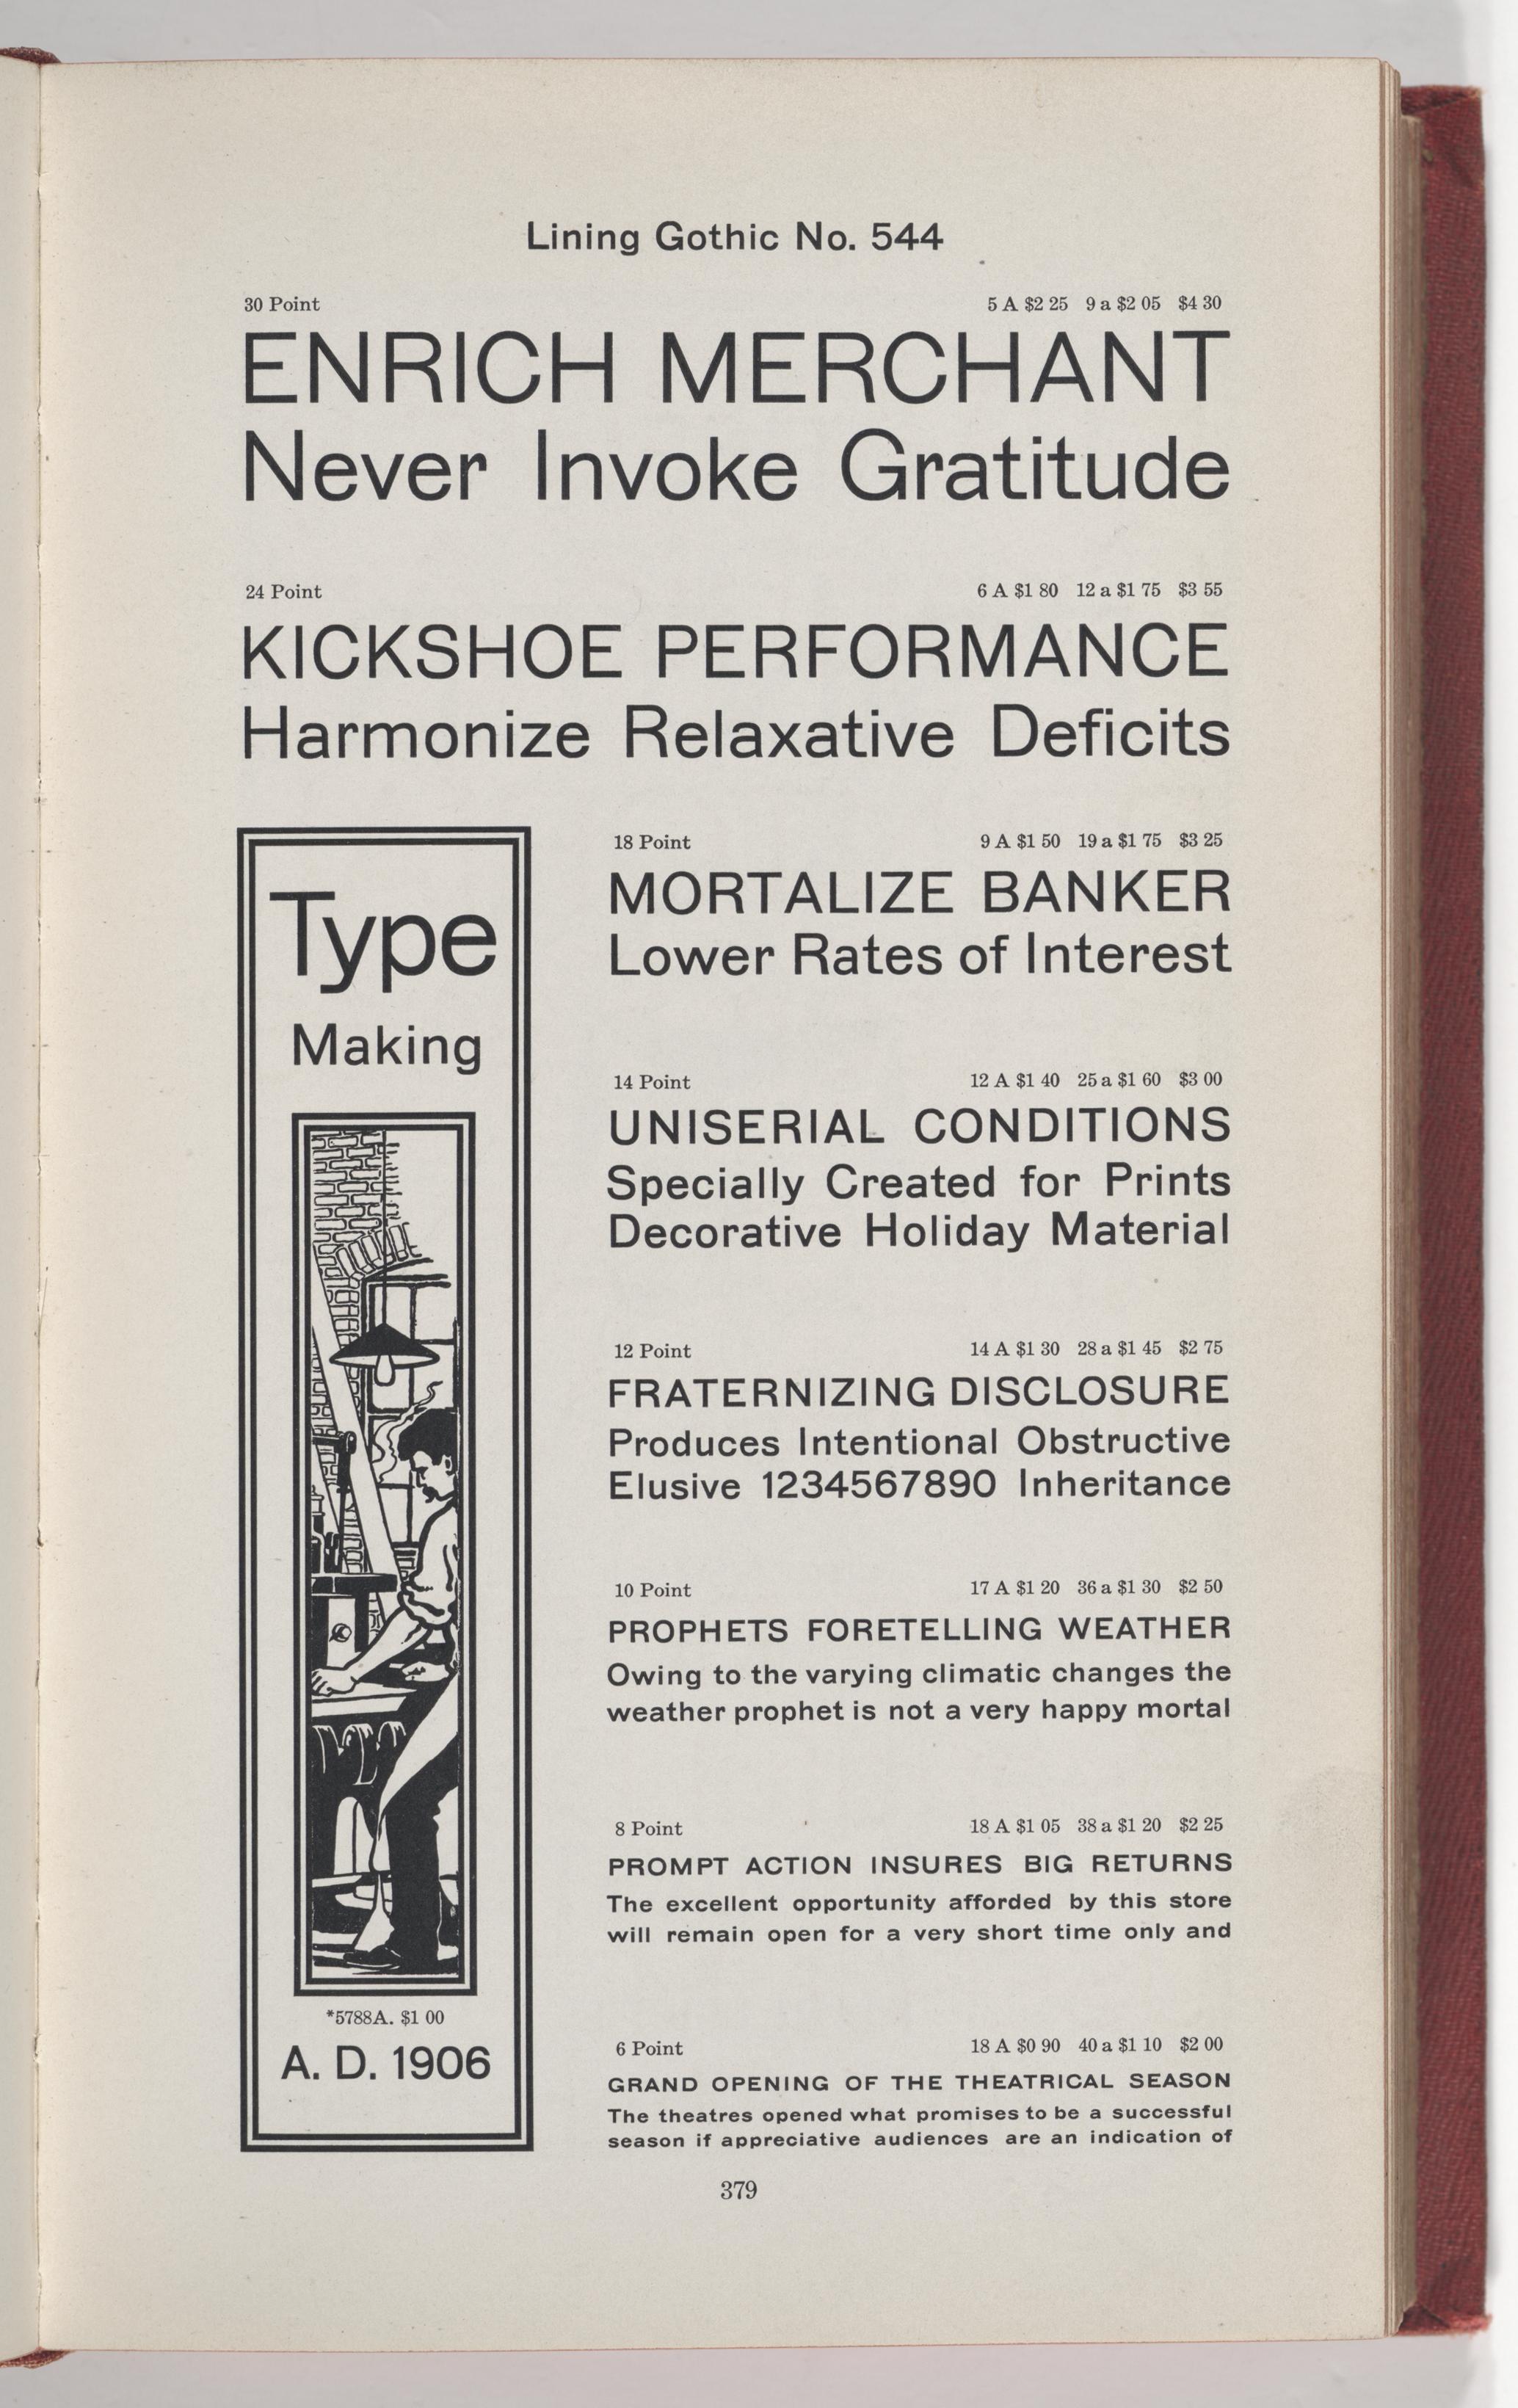 Lining Gothic No. 544
30 Point 5 A $2 25 9 a $2 05 $4 30
ENRICH MERCHANT
Never Invoke Gratitude
24 Point 6 A $1 80 12 a $1 75 $3 55
KICKSHOE PERFORMANCE
Harmonize Relaxative Deficits
Type
Making
*5788A. $1 00
A. D. 1906
18 Point 9 A $1 50 19 a $1 75 $3 25
MORTALIZE BANKER
Lower Rates of Interest
14 Point 12 A $1 40 25 a $1 60 $3 00
UNISERIAL CONDITIONS
Specially Created for Prints
Decorative Holiday Material
12 Point 14 A $1 30 28 a $1 45 $2 75
FRATERNIZING DISCLOSURE
Produces Intentional Obstructive
Elusive 1234567890 Inheritance
10 Point 17 A $1 20 36 a $1 30 $2 50
PROPHETS FORETELLING WEATHER
Owing to the varying climatic changes the
weather prophet is not a very happy mortal
8 Point 18 A $1 05 38 a $1 20 $2 25
PROMPT ACTION INSURES BIG RETURNS
The excellent opportunity afforded by this store
will remain open for a very short time only and
6 Point 18 A $0 90 40 a $1 10 $2 00
GRAND OPENING OF THE THEATRICAL SEASON
The theatres opened what promises to be a successful
season if appreciative audiences are an indication of
379